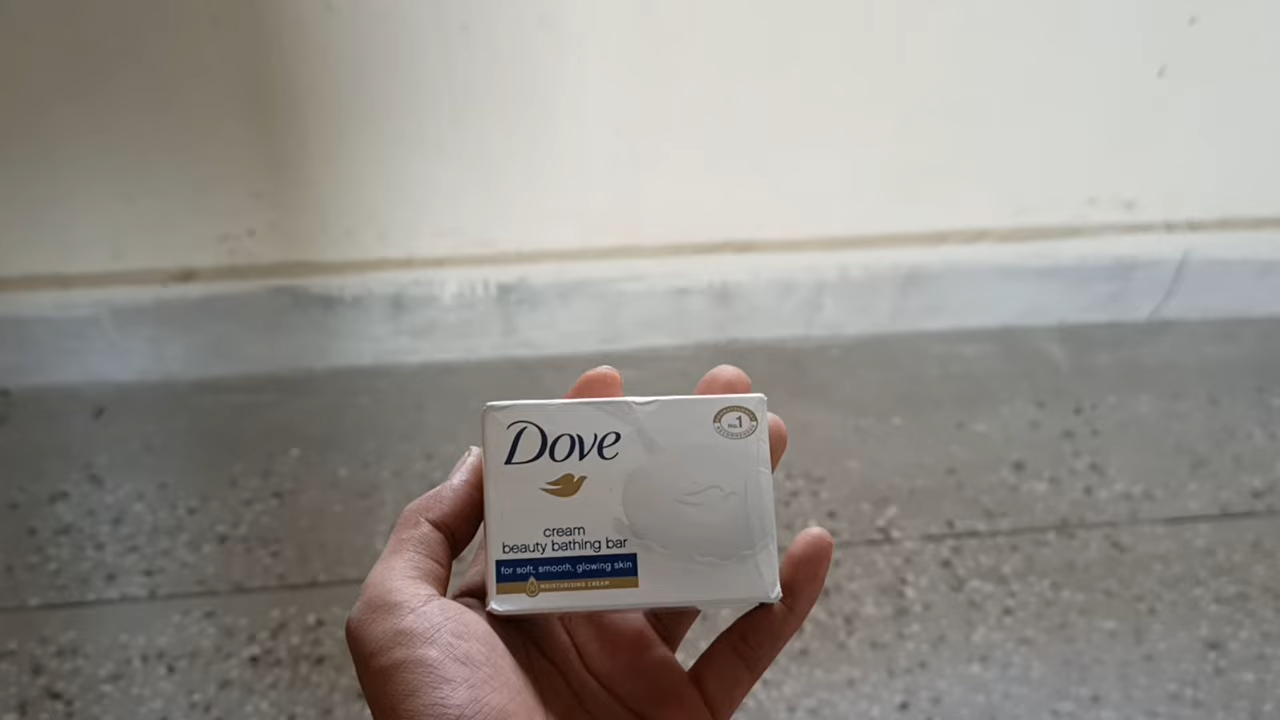 Dove
No.1
cream
beauty bathing bar
for soft, smooth, glowing skin
MOISTURISING CREAM